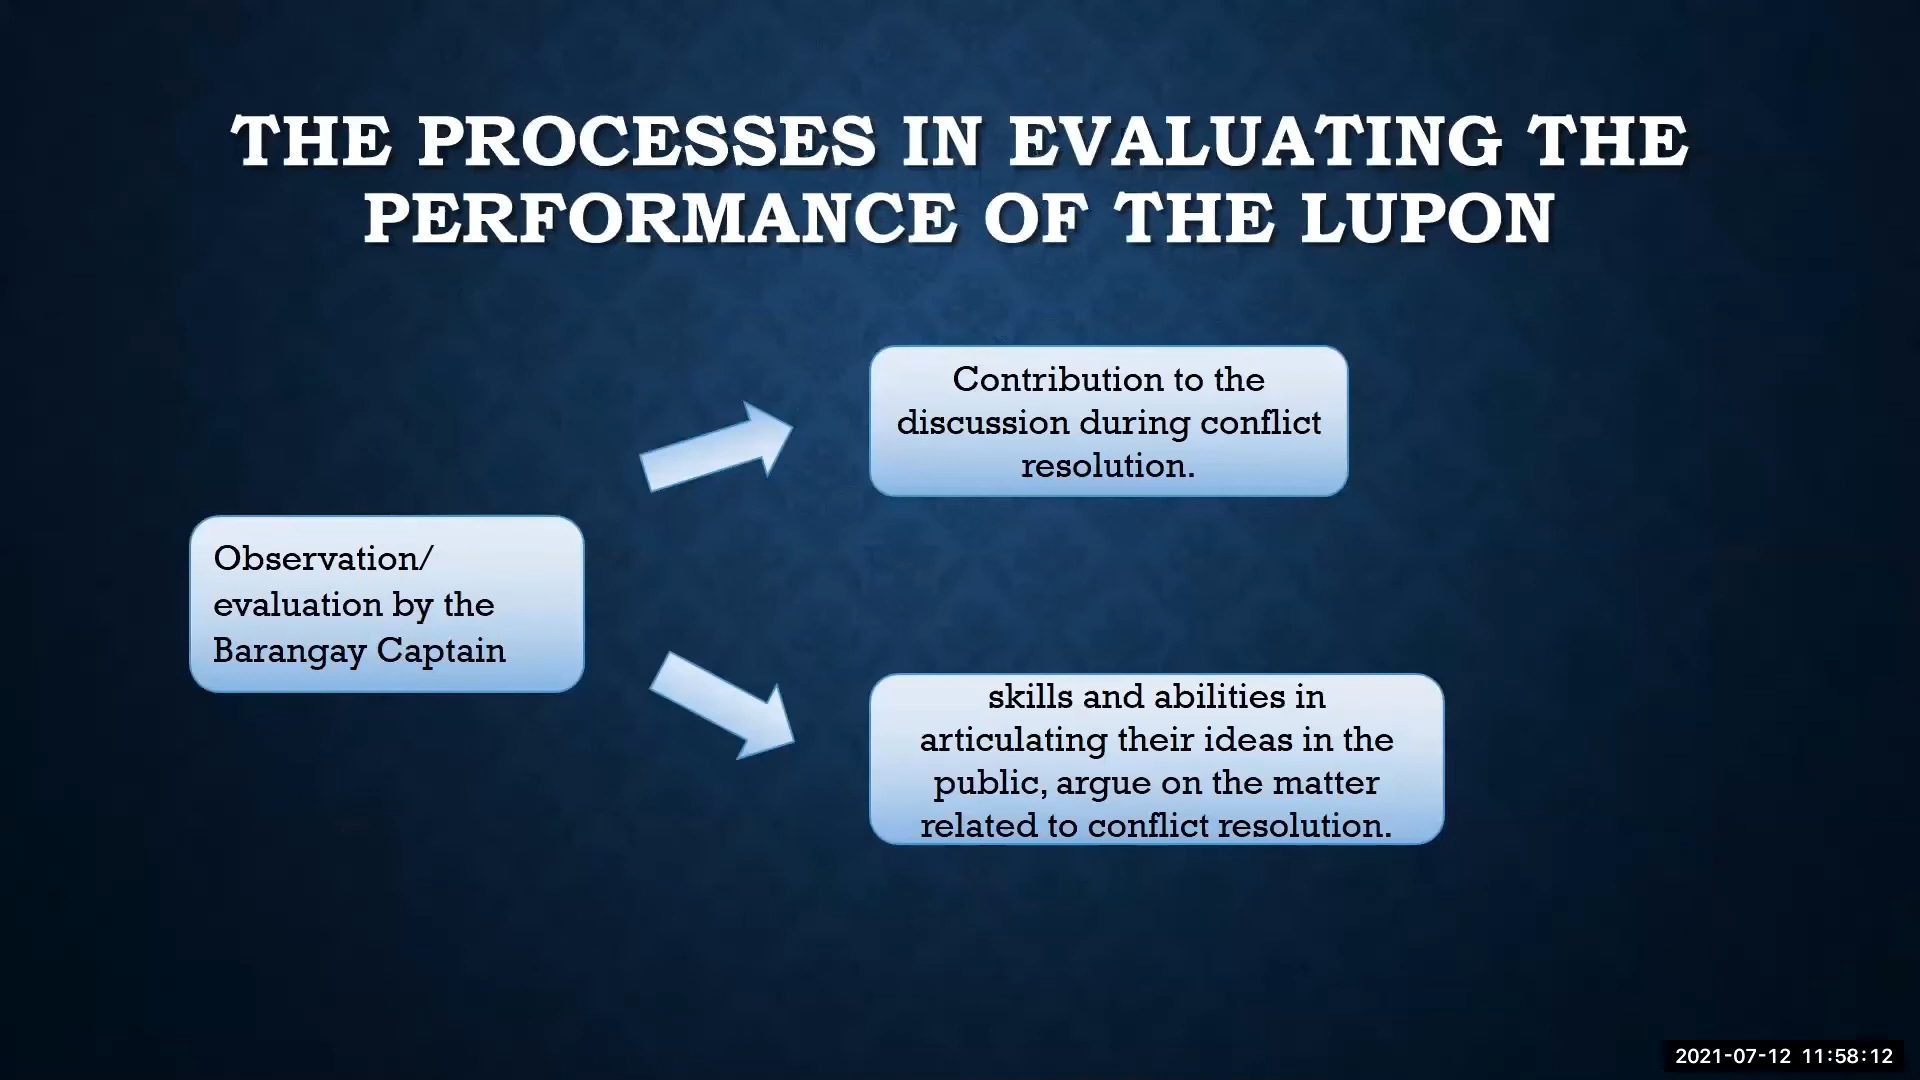 THE PROCESSES IN EVALUATING THE
PERFORMANCE OF THE LUPON
Contribution to the
discussion during conflict
resolution.
Observation/
evaluation by the
Barangay Captain
skills and abilities in
articulating their ideas in the
public, argue on the matter
related to conflict resolution.
2021-07-12 11:58:12